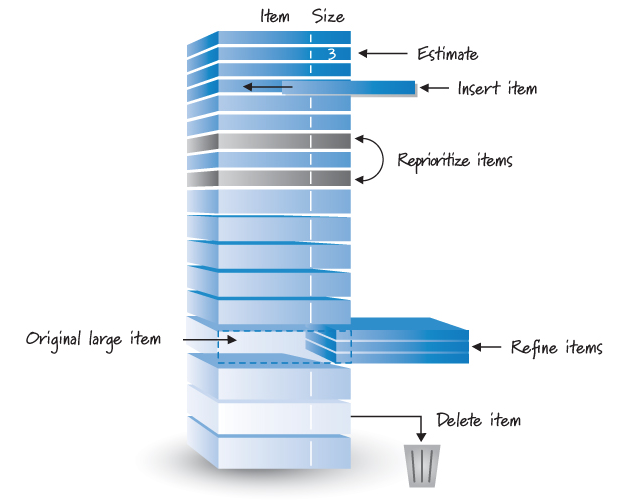 Item Size
3
Estimate
Insert item
Reprioritize items
Original large item
Refine items
Delete item